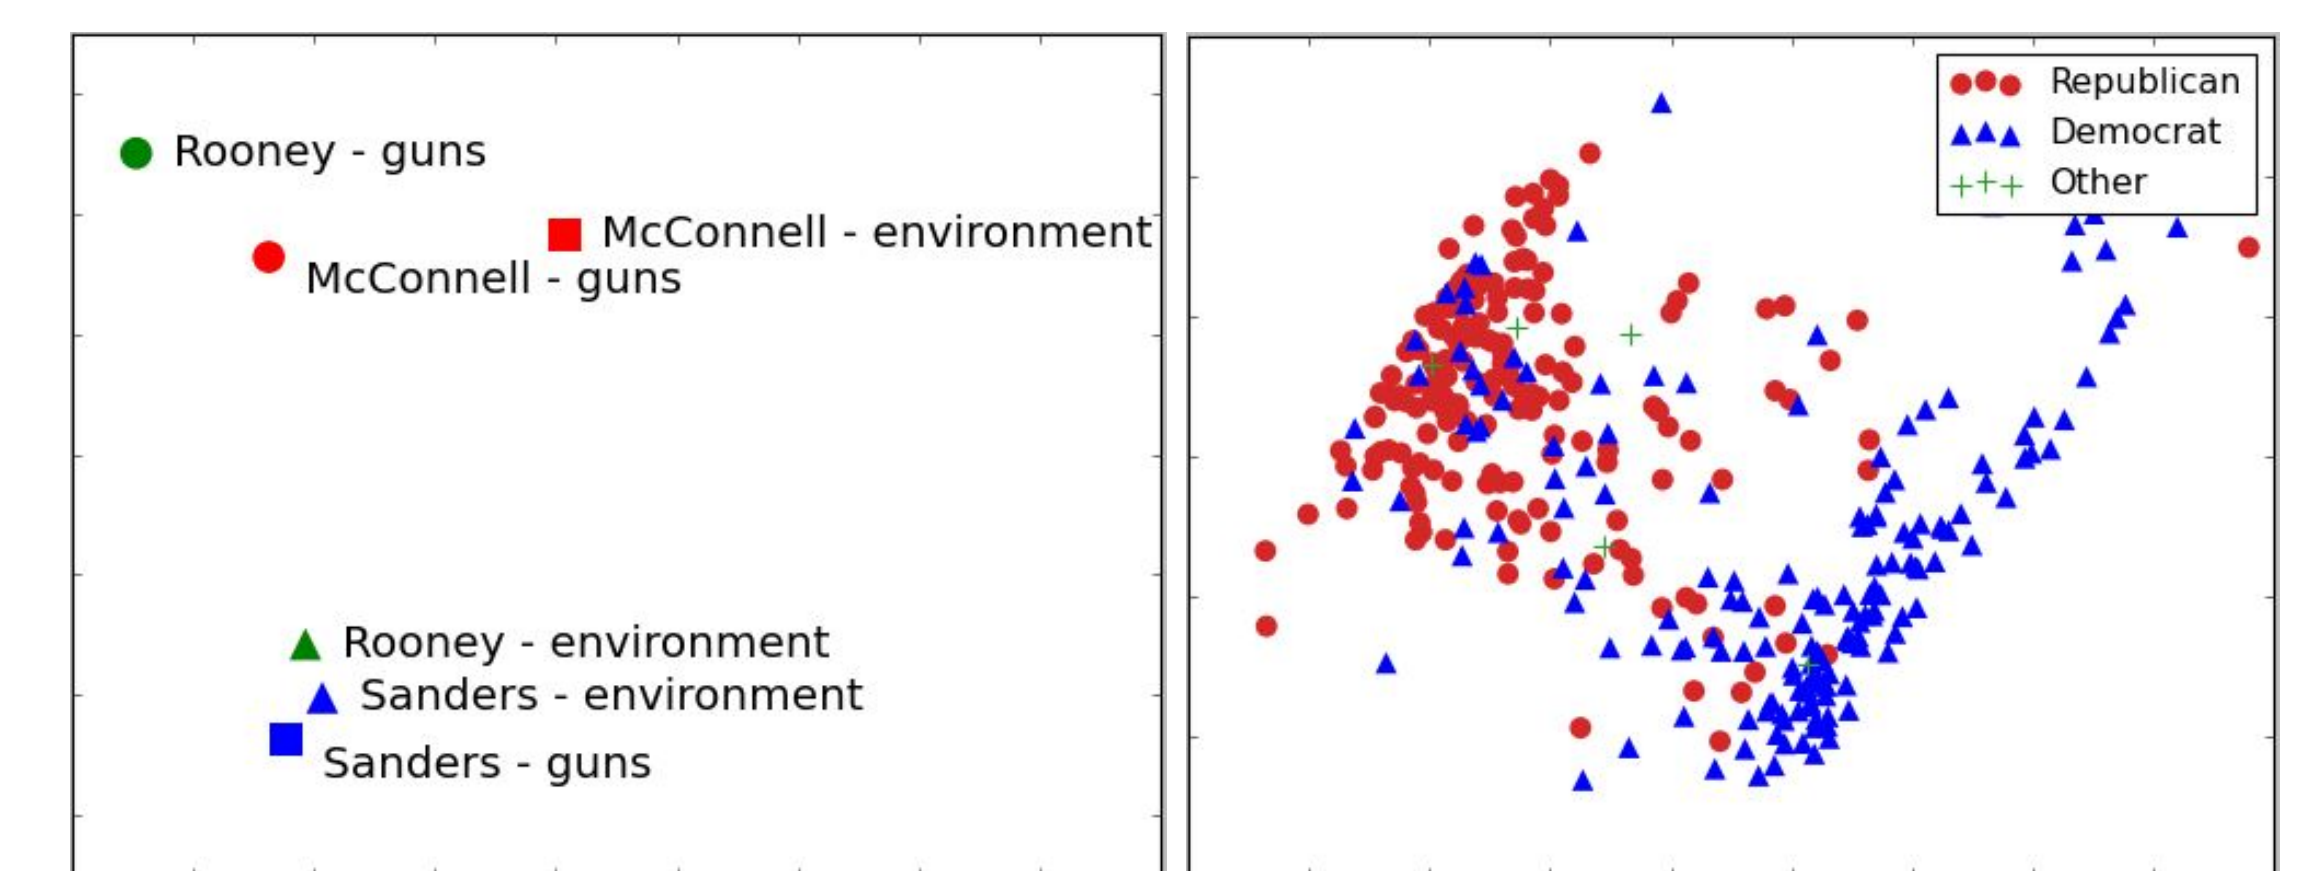 Rooney - guns
McConnell - environment
McConnell - guns
Rooney - environment
Sanders - environment
Sanders - guns
Republican
Democrat
Other